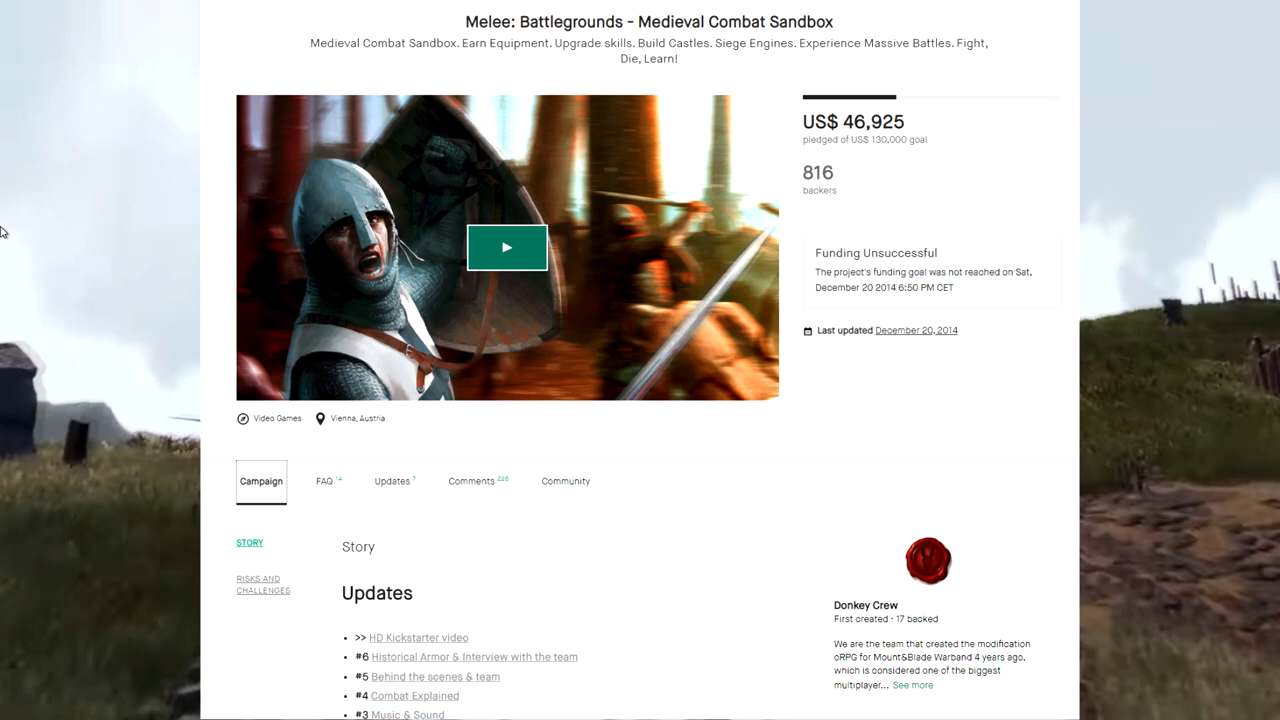 Melee: Battlegrounds - Medieval Combat Sandbox
Medieval Combat Sandbox. Earn Equipment. Upgrade skills. Build Castles. Siege Engines. Experience Massive Battles. Fight,
Die, Learn!
US$ 46,925
pledged of US$ 130,000 goal
816
backers
Funding Unsuccessful
The project's funding goal was not reached on Sat,
December 20 2014 6:50 PM CET
Last updated December 20, 2014
Video Games Vienna, Austria
Campaign FAQ 14 Updates 7 Comments 226 Community
STORY
RISKS AND
CHALLENGES
Story
Updates
>> HD Kickstarter video
#6 Historical Armor & Interview with the team
#5 Behind the scenes & team
#4 Combat Explained
#3 Music & Sound
Donkey Crew
First created · 17 backed
We are the team that created the modification
cRPG for Mount&Blade Warband 4 years ago,
which is considered one of the biggest
multiplayer... See more